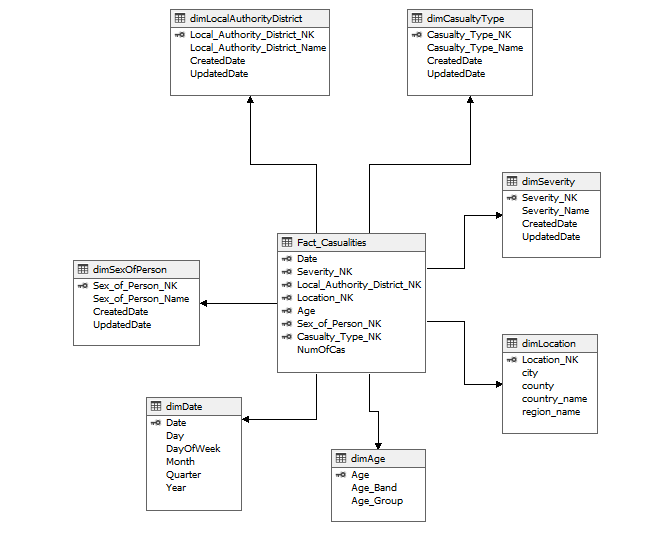 dimLocalAuthorityDistrict
Local_Authority_District_NK
Local_Authority_District_Name
CreatedDate
UpdatedDate
dimCasualtyType
Casualty_Type_NK
Casualty_Type_Name
CreatedDate
UpdatedDate
dimSeverity
Severity_NK
Severity_Name
CreatedDate
UpdatedDate
Fact_Casualities
Date
Severity_NK
Local_Authority_District_NK
Location_NK
Age
Sex_of_Person_NK
Casualty_Type_NK
NumOfCas
dimSexOfPerson
Sex_of_Person_NK
Sex_of_Person_Name
CreatedDate
UpdatedDate
dimLocation
Location_NK
city
county
country_name
region_name
dimDate
Date
Day
DayOfWeek
Month
Quarter
Year
dimAge
Age
Age_Band
Age_Group